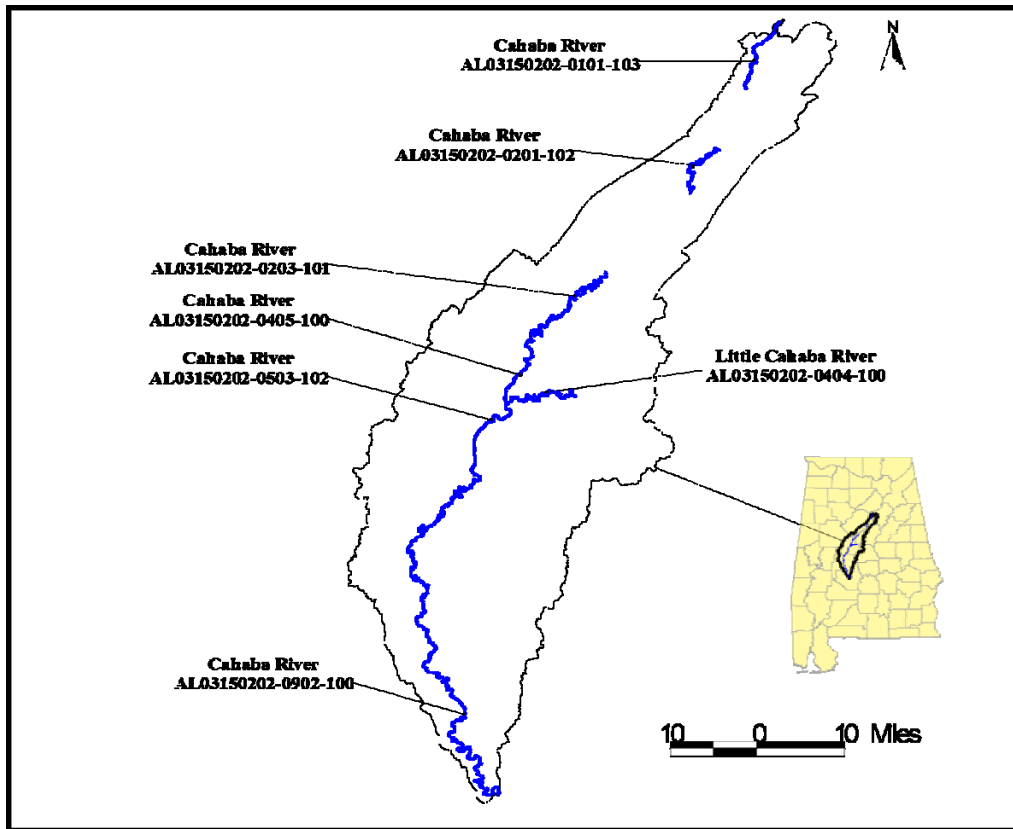 N
Cahaba River
AL03150202-0101-103
Cahaba River
AL03150202-0201-102
Cahaba River
AL03150202-0203-101
Cahaba River
AL03150202-0405-100
Cahaba River
AL03150202-0503-102
Little Cahaba River
AL03150202-0404-100
Cahaba River
AL03150202-0902-100
10 0 10 Miles